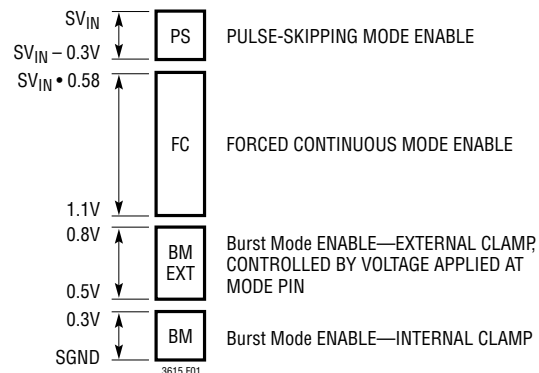 SVIN
SVIN – 0.3V
PS
PULSE-SKIPPING MODE ENABLE
SVIN • 0.58
1.1V
FC
FORCED CONTINUOUS MODE ENABLE
0.8V
0.5V
BM
EXT
Burst Mode ENABLE—EXTERNAL CLAMP,
CONTROLLED BY VOLTAGE APPLIED AT
MODE PIN
0.3V
SGND
BM
Burst Mode ENABLE—INTERNAL CLAMP
3615 F01